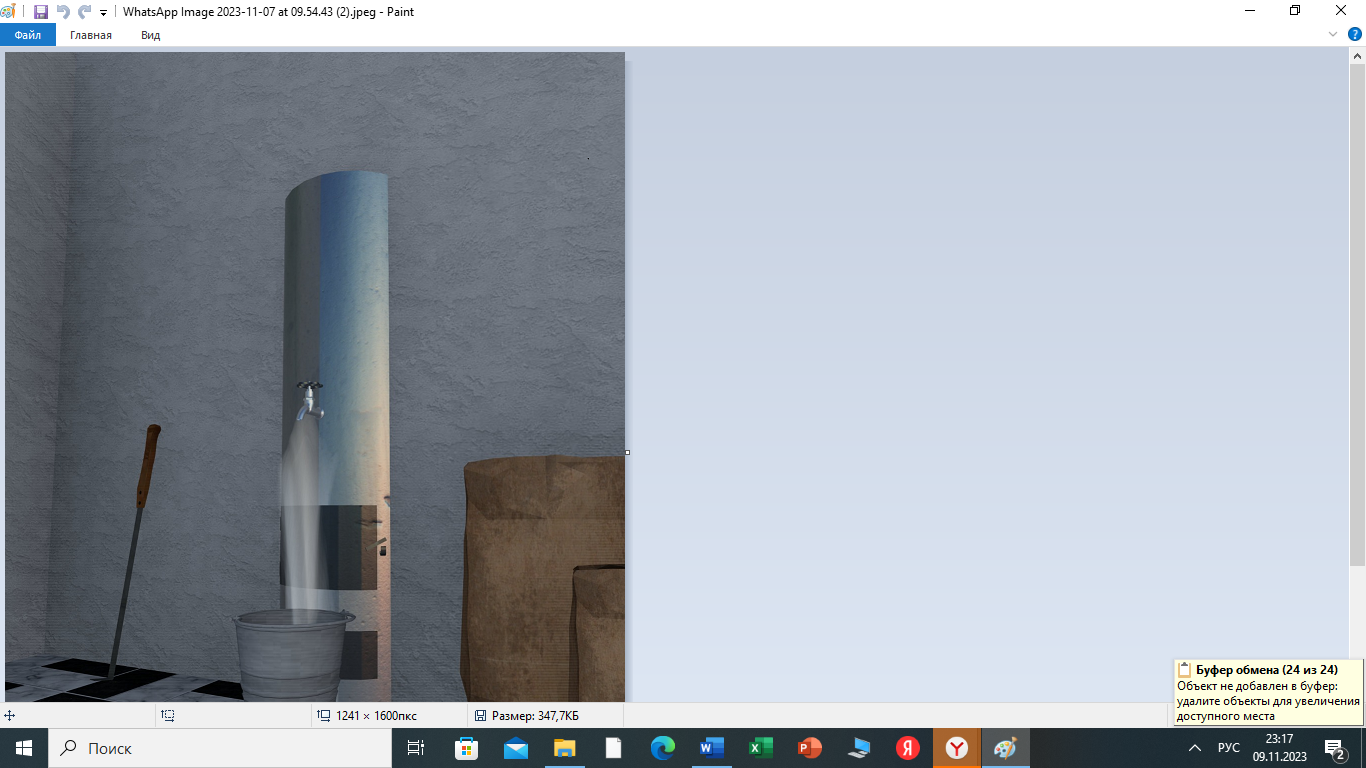 WhatsApp Image 2023-11-07 at 09.54.43 (2).jpeg - Paint
Файл Главная Вид
?
Буфер обмена (24 из 24)
Объект не добавлен в буфер:
удалите объекты для увеличения
доступного места
1241 × 1600пкс Размер: 347,7КБ
Поиск
W
X
P
Я
Y
РУС
23:17
09.11.2023
2